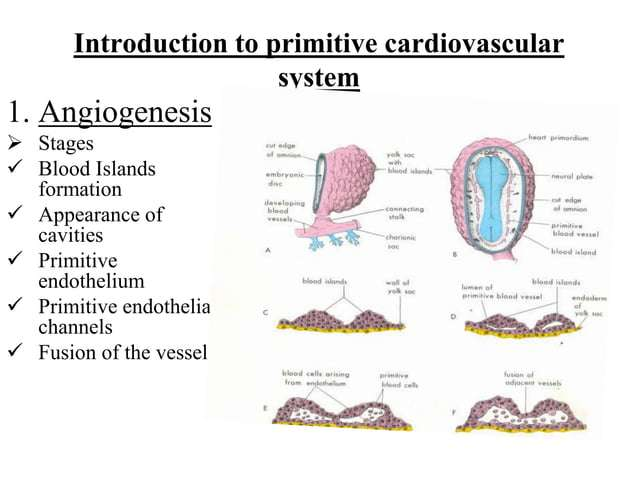 Introduction to primitive cardiovascular
system
1. Angiogenesis
➢ Stages
✓ Blood Islands
formation
✓ Appearance of
cavities
✓ Primitive
endothelium
✓ Primitive endothelia
channels
✓ Fusion of the vessel
cut edge
of amnion
embryonic
disc
developing
blood
vessels
A
yolk sac
with
blood islands
connecting
stalk
chorionic
sac
heart primordium
neural plate
cut edge
of amnion
primitive
blood vessel
blood island
B
blood islands
wall of
yolk sac
C
lumen of
primitive blood vessel
blood islands
endoderm
of
yolk sac
D
blood cells arising
from endothelium
primitive
blood cells
E
fusion of
adjacent vessels
F